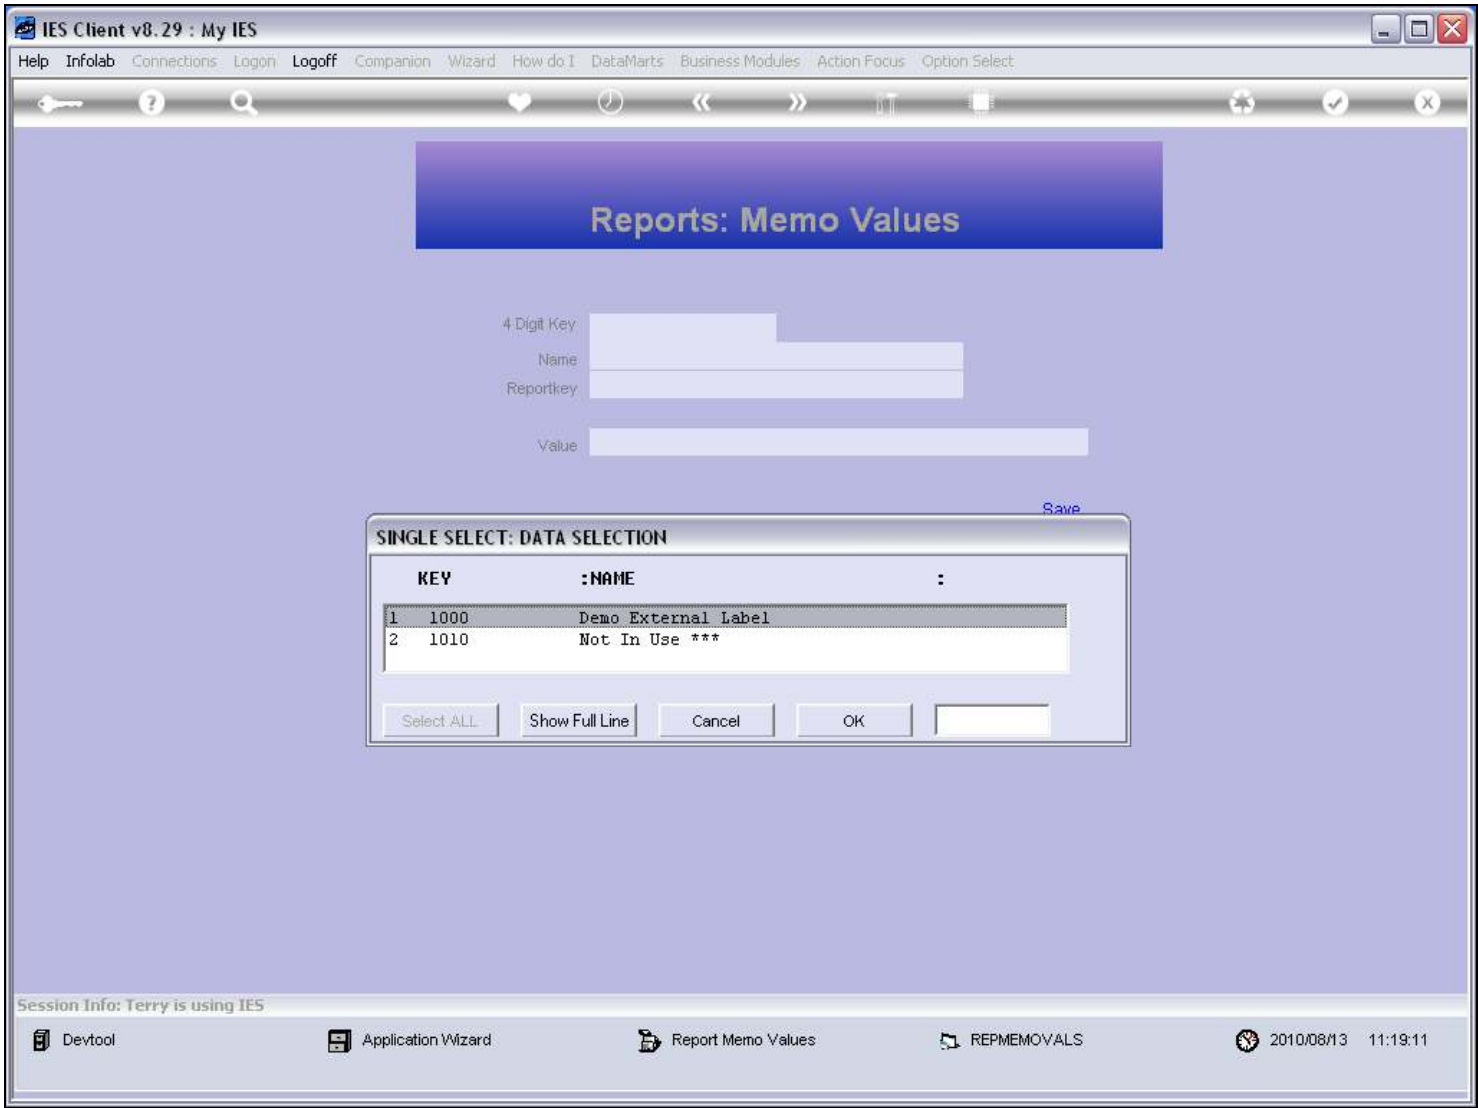 IES Client v8.29 : My IES
Help Infolab Connections Logon Logoff Companion Wizard How do I DataMarts Business Modules Action Focus Option Select
Reports: Memo Values
4 Digit Key
Name
Reportkey
Value
Save
SINGLE SELECT: DATA SELECTION
KEY :NAME :
1 1000 Demo External Label
2 1010 Not In Use ***
Select ALL Show Full Line Cancel OK
Session Info: Terry is using IES
Devtool Application Wizard Report Memo Values REPMEMOVALS 2010/08/13 11:19:11